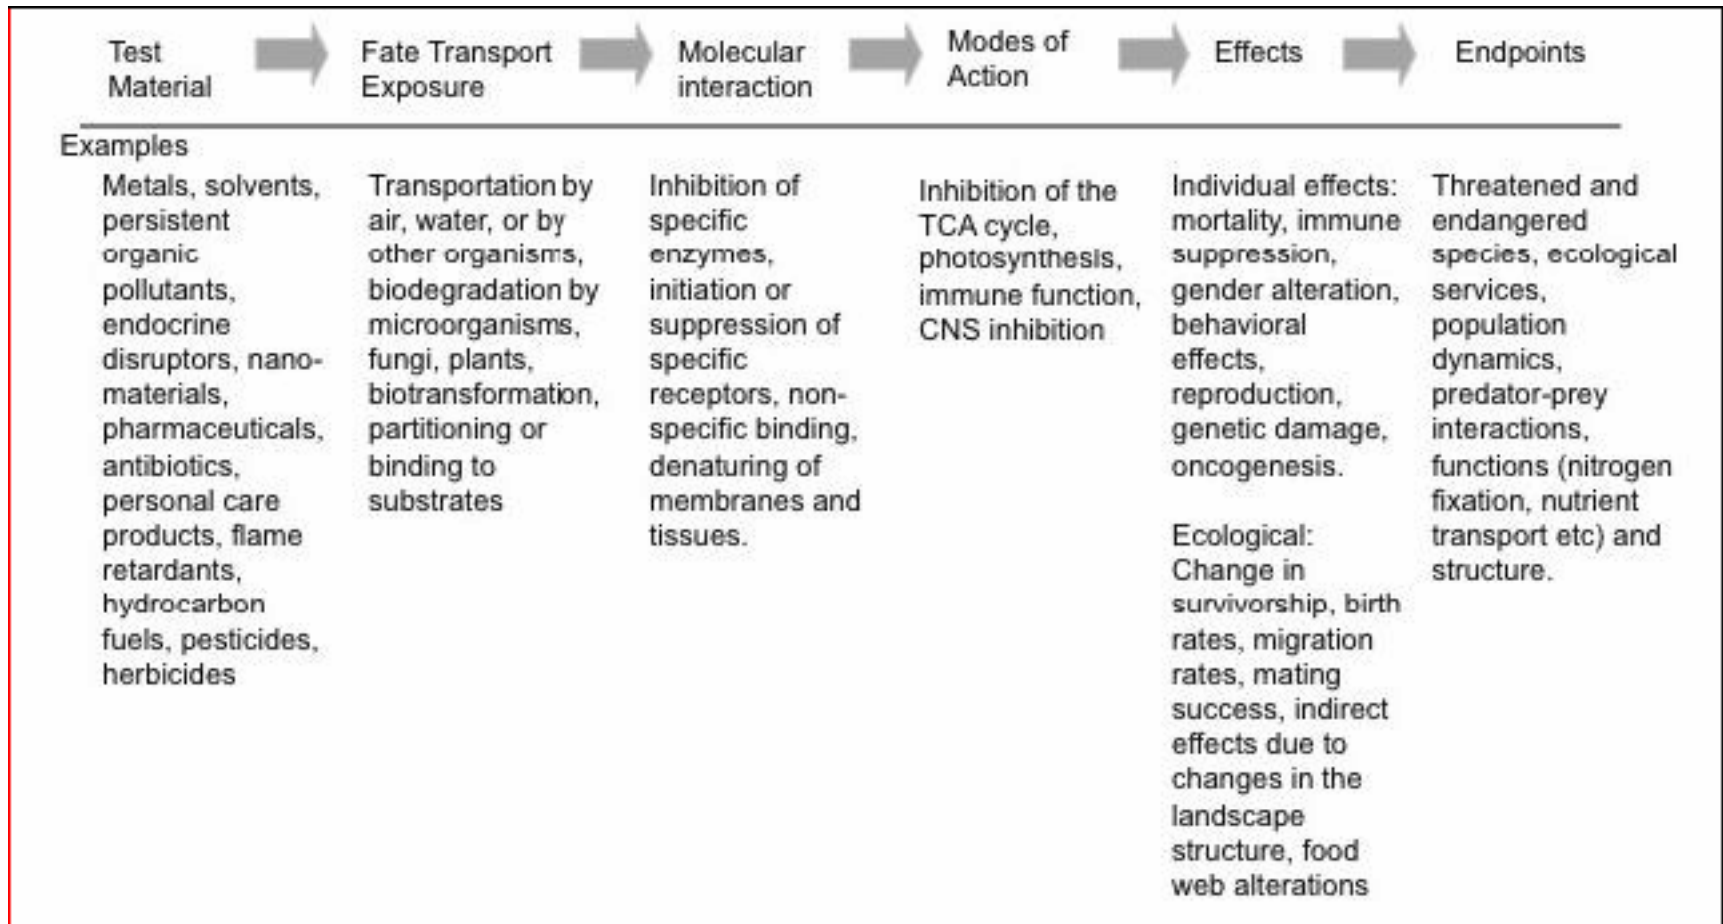 Test
Material
Fate Transport
Exposure
Molecular
interaction
Modes of
Action
Effects
Endpoints
Examples
Metals, solvents,
persistent
organic
pollutants,
endocrine
disruptors, nano-
materials,
pharmaceuticals,
antibiotics,
personal care
products, flame
retardants,
hydrocarbon
fuels, pesticides,
herbicides
Transportation by
air, water, or by
other organisms,
biodegradation by
microorganisms,
fungi, plants,
biotransformation,
partitioning or
binding to
substrates
Inhibition of
specific
enzymes,
initiation or
suppression of
specific
receptors, non-
specific binding,
denaturing of
membranes and
tissues.
Inhibition of the
TCA cycle,
photosynthesis,
immune function,
CNS inhibition
Individual effects:
mortality, immune
suppression,
gender alteration,
behavioral
effects,
reproduction,
genetic damage,
oncogenesis.
Ecological:
Change in
survivorship, birth
rates, migration
rates, mating
success, indirect
effects due to
changes in the
landscape
structure, food
web alterations
Threatened and
endangered
species, ecological
services,
population
dynamics,
predator-prey
interactions,
functions (nitrogen
fixation, nutrient
transport etc) and
structure.